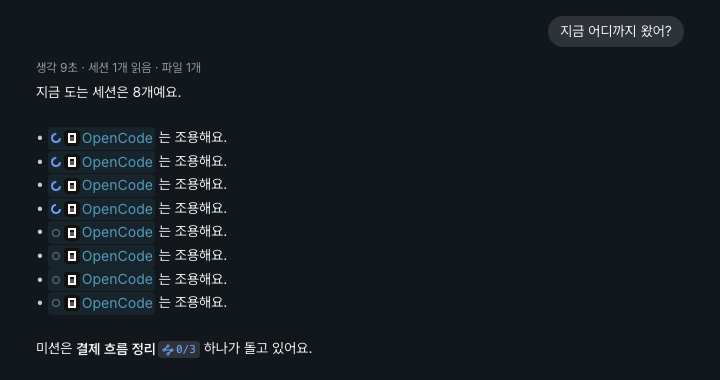 지금 어디까지 왔어?
생각 9초 · 세션 1개 읽음 · 파일 1개
지금 도는 세션은 8개예요.
• OpenCode 는 조용해요.
• OpenCode 는 조용해요.
• OpenCode 는 조용해요.
• OpenCode 는 조용해요.
• OpenCode 는 조용해요.
• OpenCode 는 조용해요.
• OpenCode 는 조용해요.
• OpenCode 는 조용해요.
미션은 결제 흐름 정리 0/3 하나가 돌고 있어요.